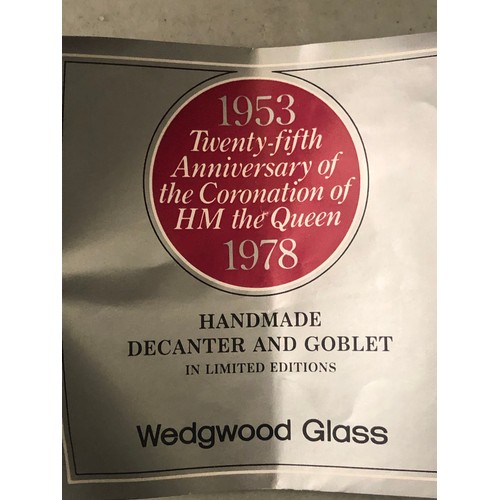 1953
Twenty-fifth
Anniversary of
the Coronation of
HM the Queen
1978
HANDMADE
DECANTER AND GOBLET
IN LIMITED EDITIONS
Wedgwood Glass